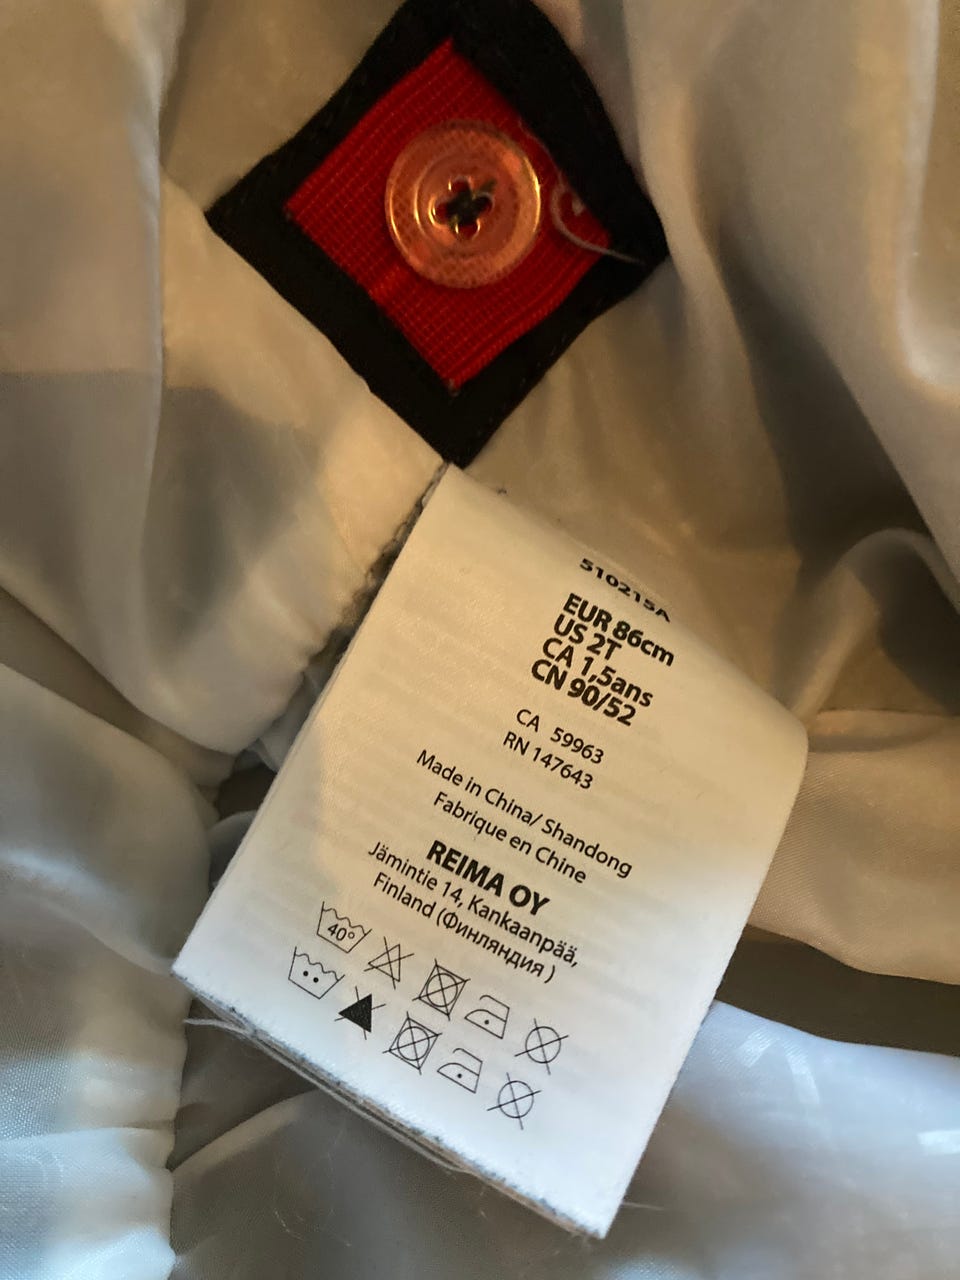 510215A
EUR 86cm
US 2T
CA 1,5ans
CN 90/52
CA 59963
RN 147643
Made in China/ Shandong
Fabrique en Chine
REIMA OY
Jämintie 14, Kankaanpää,
Finland (Финляндия)
40°